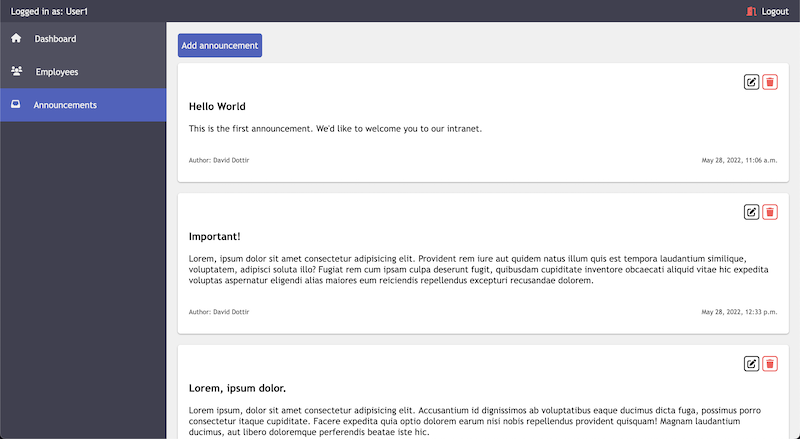 Logged in as: User1
Logout
Dashboard
Employees
Announcements
Add announcement
Hello World
This is the first announcement. We'd like to welcome you to our intranet.
Author: David Dottir
May 28, 2022, 11:06 a.m.
Important!
Lorem, ipsum dolor sit amet consectetur adipisicing elit. Provident rem iure aut quidem natus illum quis est tempora laudantium similique,
voluptatem, adipisci soluta illo? Fugiat rem cum ipsam culpa deserunt fugit, quibusdam cupiditate inventore obcaecati aliquid vitae hic expedita
voluptas aspernatur eligendi alias maiores eum reiciendis repellendus excepturi recusandae dolorem.
Author: David Dottir
May 28, 2022, 12:33 p.m.
Lorem, ipsum dolor.
Lorem ipsum, dolor sit amet consectetur adipisicing elit. Accusantium id dignissimos ab voluptatibus eaque ducimus dicta fuga, possimus porro
consectetur itaque cupiditate. Facere expedita quia optio dolorem earum nisi nobis repellendus provident quisquam! Magnam laudantium
ducimus, aut libero doloremque perferendis beatae iste hic.